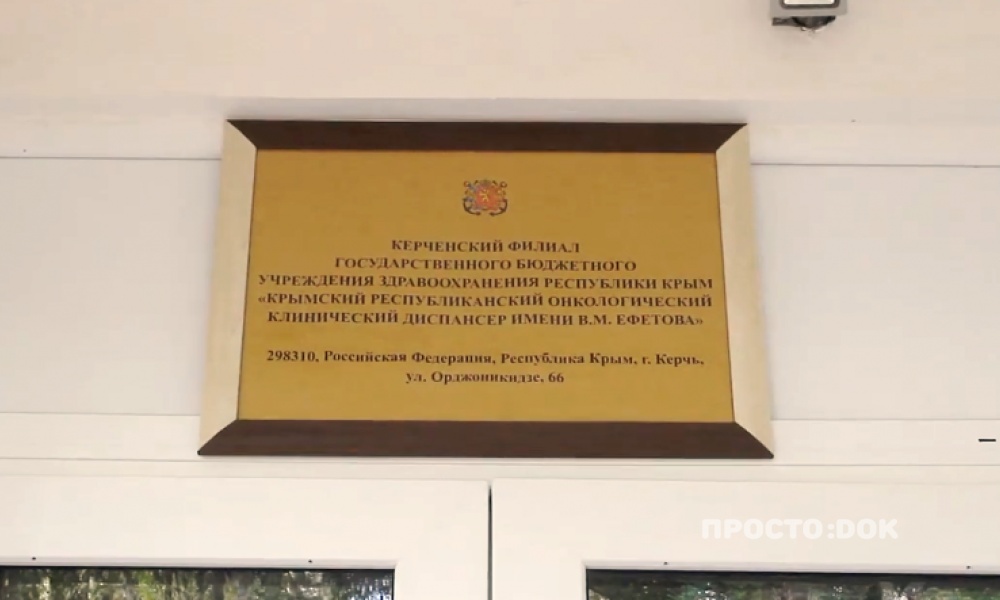 КЕРЧЕНСКИЙ ФИЛИАЛ
ГОСУДАРСТВЕННОГО БЮДЖЕТНОГО
УЧРЕЖДЕНИЯ ЗДРАВООХРАНЕНИЯ РЕСПУБЛИКИ КРЫМ
«КРЫМСКИЙ РЕСПУБЛИКАНСКИЙ ОНКОЛОГИЧЕСКИЙ
КЛИНИЧЕСКИЙ ДИСПАНСЕР ИМЕНИ В.М. ЕФЕТОВА»
298310, Российская Федерация, Республика Крым, г. Керчь,
ул. Орджоникидзе, 66
ПРОСТО:DOK